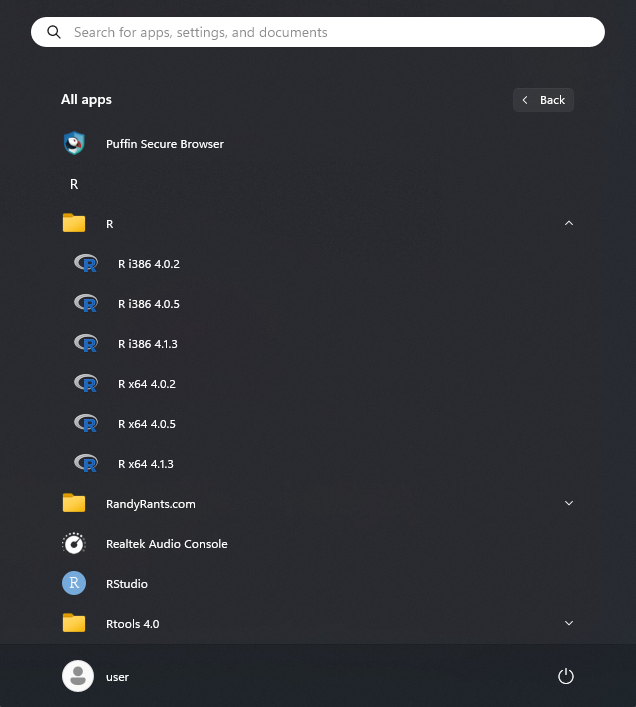 Search for apps, settings, and documents
All apps
Back
Puffin Secure Browser
R
R
R i386 4.0.2
R i386 4.0.5
R i386 4.1.3
R x64 4.0.2
R x64 4.0.5
R x64 4.1.3
RandyRants.com
Realtek Audio Console
R RStudio
Rtools 4.0
user